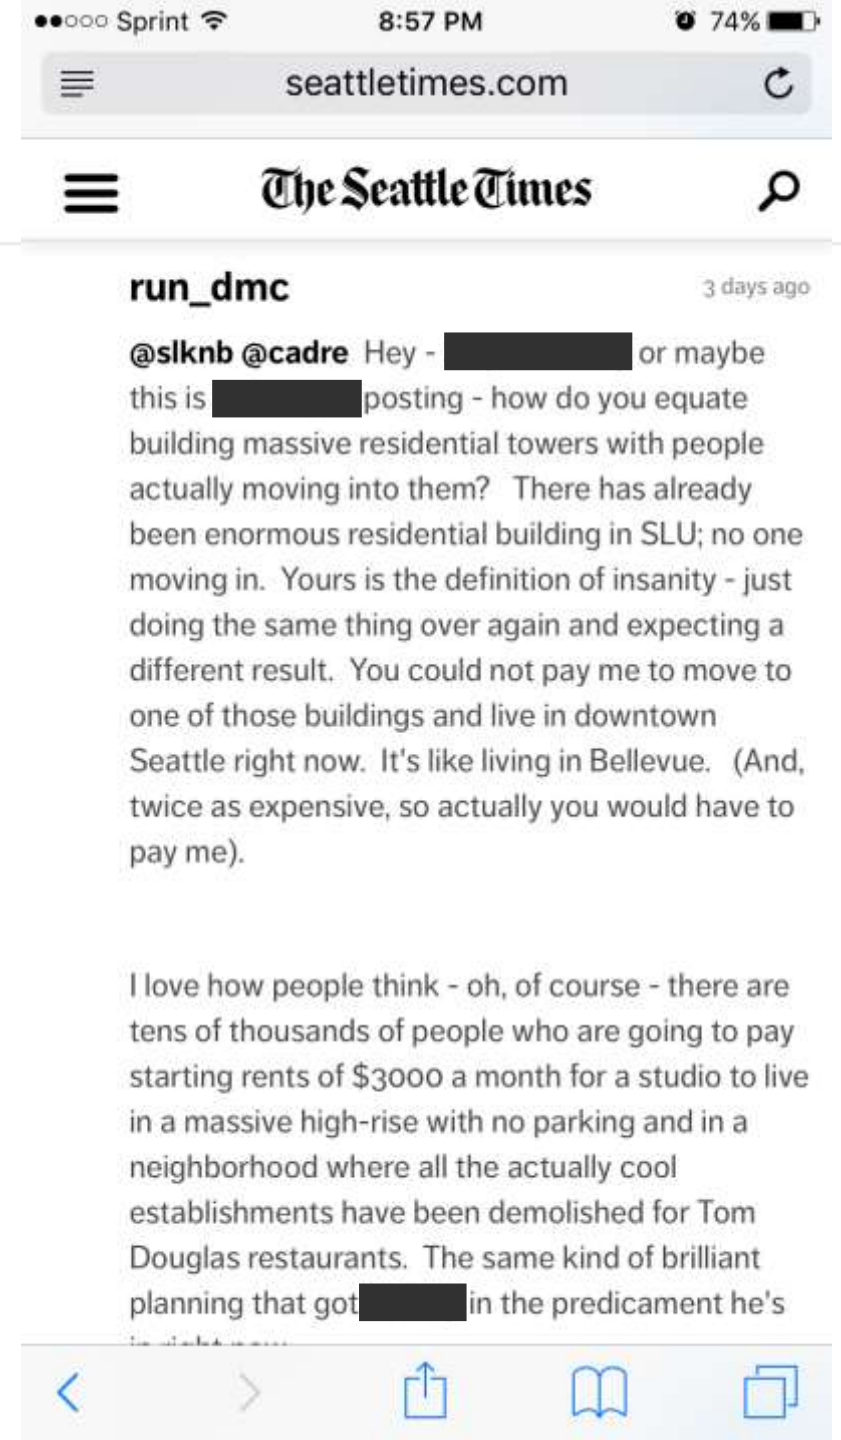 Sprint 8:57 PM 74%
seattletimes.com
The Seattle Times
run_dmc 3 days ago
@slknb @cadre Hey - or maybe
this is posting - how do you equate
building massive residential towers with people
actually moving into them? There has already
been enormous residential building in SLU; no one
moving in. Yours is the definition of insanity - just
doing the same thing over again and expecting a
different result. You could not pay me to move to
one of those buildings and live in downtown
Seattle right now. It's like living in Bellevue. (And,
twice as expensive, so actually you would have to
pay me).
I love how people think - oh, of course - there are
tens of thousands of people who are going to pay
starting rents of $3000 a month for a studio to live
in a massive high-rise with no parking and in a
neighborhood where all the actually cool
establishments have been demolished for Tom
Douglas restaurants. The same kind of brilliant
planning that got in the predicament he's
in right now